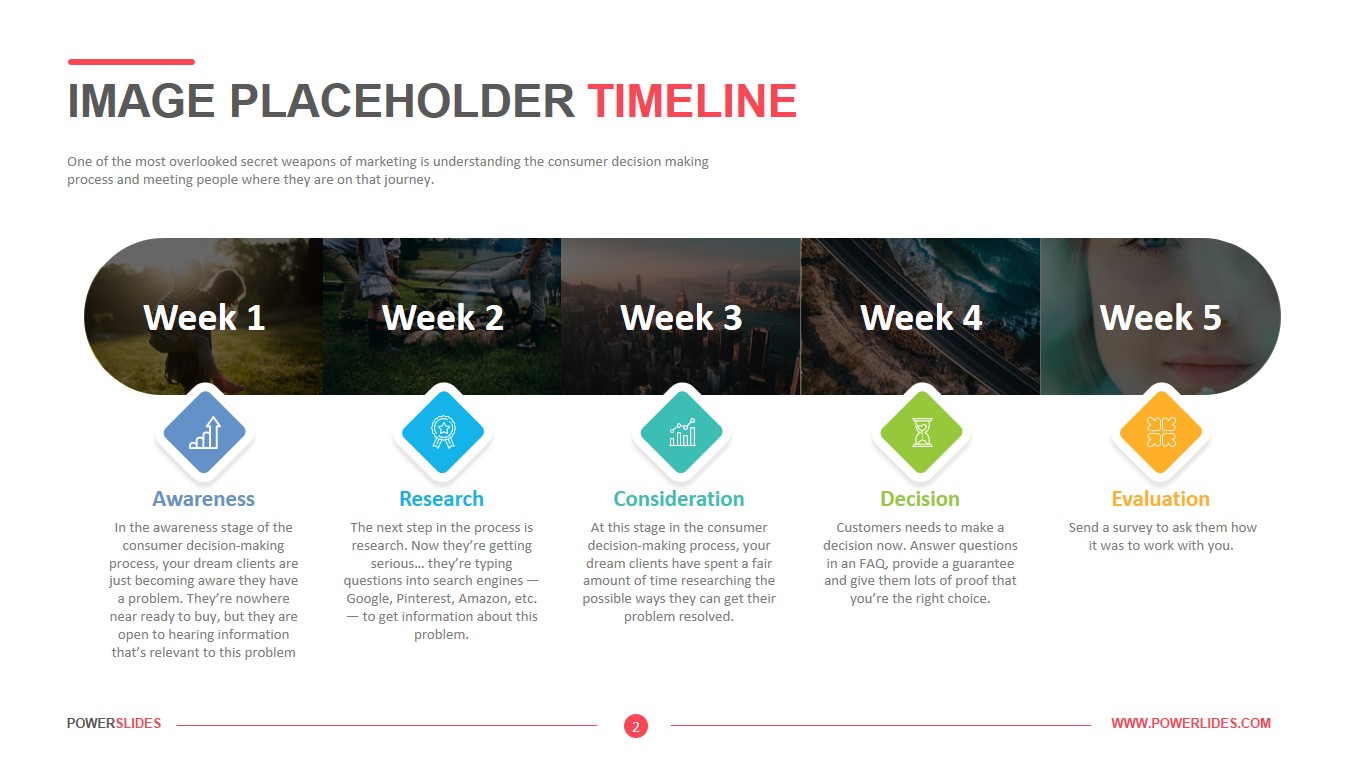 IMAGE PLACEHOLDER TIMELINE
One of the most overlooked secret weapons of marketing is understanding the consumer decision making
process and meeting people where they are on that journey.
Week 1
Week 2
Week 3
Week 4
Week 5
Awareness
In the awareness stage of the
consumer decision-making
process, your dream clients are
just becoming aware they have
a problem. They’re nowhere
near ready to buy, but they are
open to hearing information
that’s relevant to this problem
Research
The next step in the process is
research. Now they’re getting
serious… they’re typing
questions into search engines —
Google, Pinterest, Amazon, etc.
— to get information about this
problem.
Consideration
At this stage in the consumer
decision-making process, your
dream clients have spent a fair
amount of time researching the
possible ways they can get their
problem resolved.
Decision
Customers needs to make a
decision now. Answer questions
in an FAQ, provide a guarantee
and give them lots of proof that
you’re the right choice.
Evaluation
Send a survey to ask them how
it was to work with you.
POWERSLIDES
2
WWW.POWERLIDES.COM